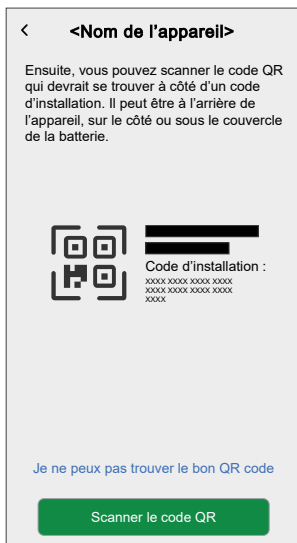 <Nom de l’appareil>
Ensuite, vous pouvez scanner le code QR
qui devrait se trouver à côté d’un code
d’installation. Il peut être à l’arrière de
l’appareil, sur le côté ou sous le couvercle
de la batterie.
Code d’installation :
xxxx xxxx xxxx xxxx
xxxx xxxx xxxx xxxx
xxxx
Je ne peux pas trouver le bon QR code
Scanner le code QR